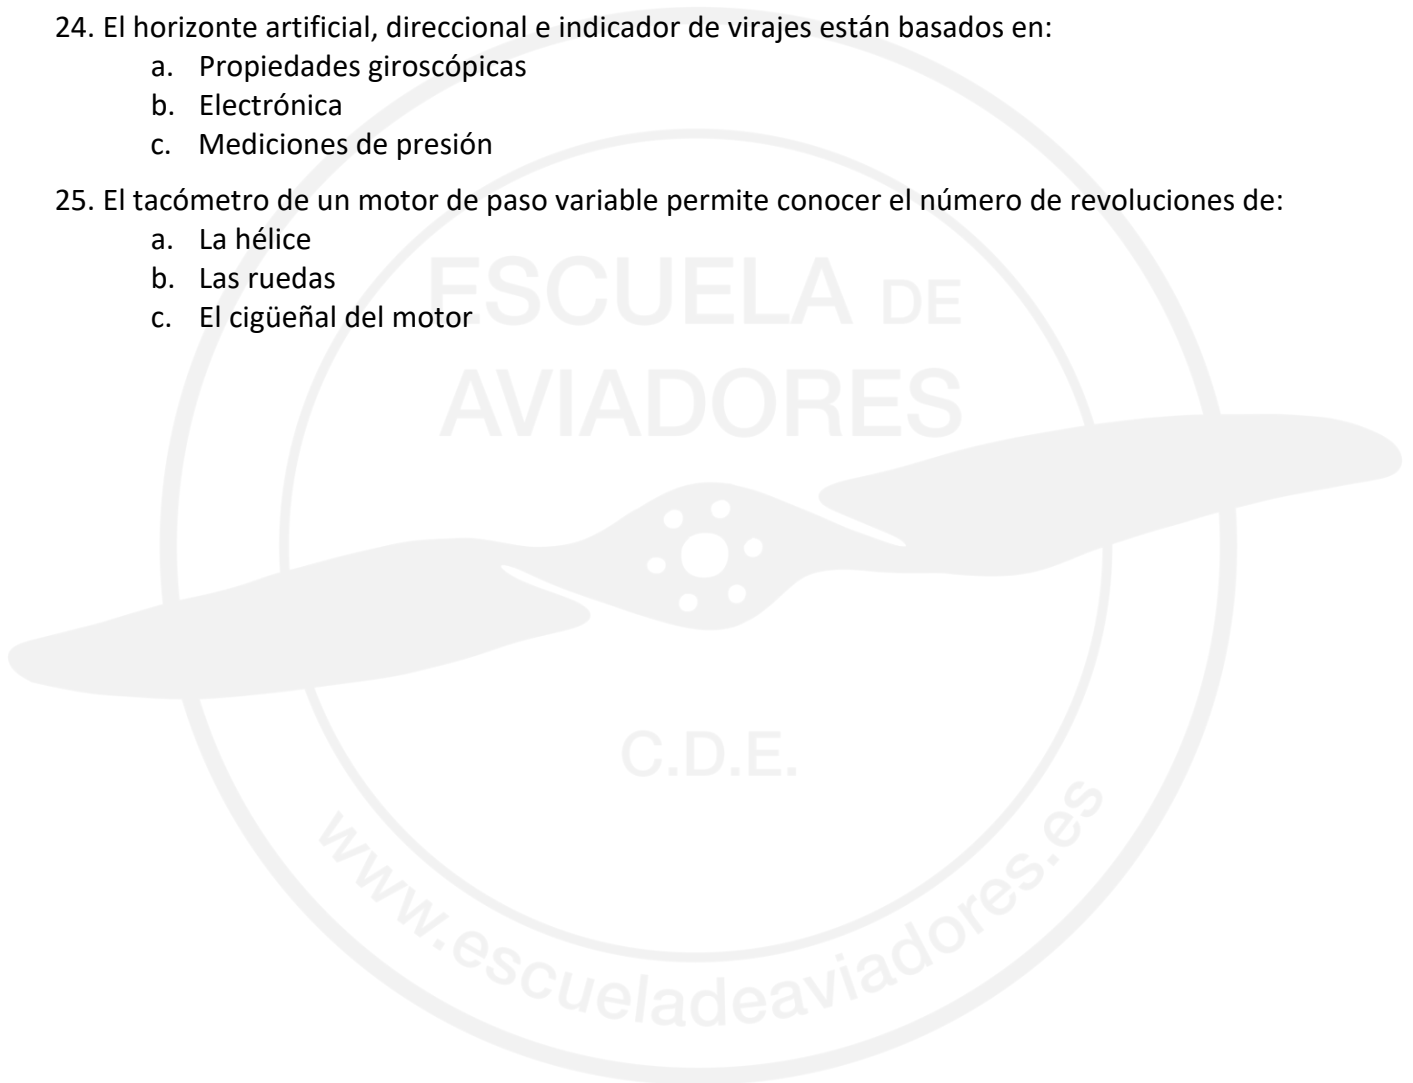 24. El horizonte artificial, direccional e indicador de virajes están basados en:
a. Propiedades giroscópicas
b. Electrónica
c. Mediciones de presión
25. El tacómetro de un motor de paso variable permite conocer el número de revoluciones de:
a. La hélice
b. Las ruedas
c. El cigüeñal del motor
ESCUELA DE
AVIADORES
C.D.E.
www.escueladeaviadores.es